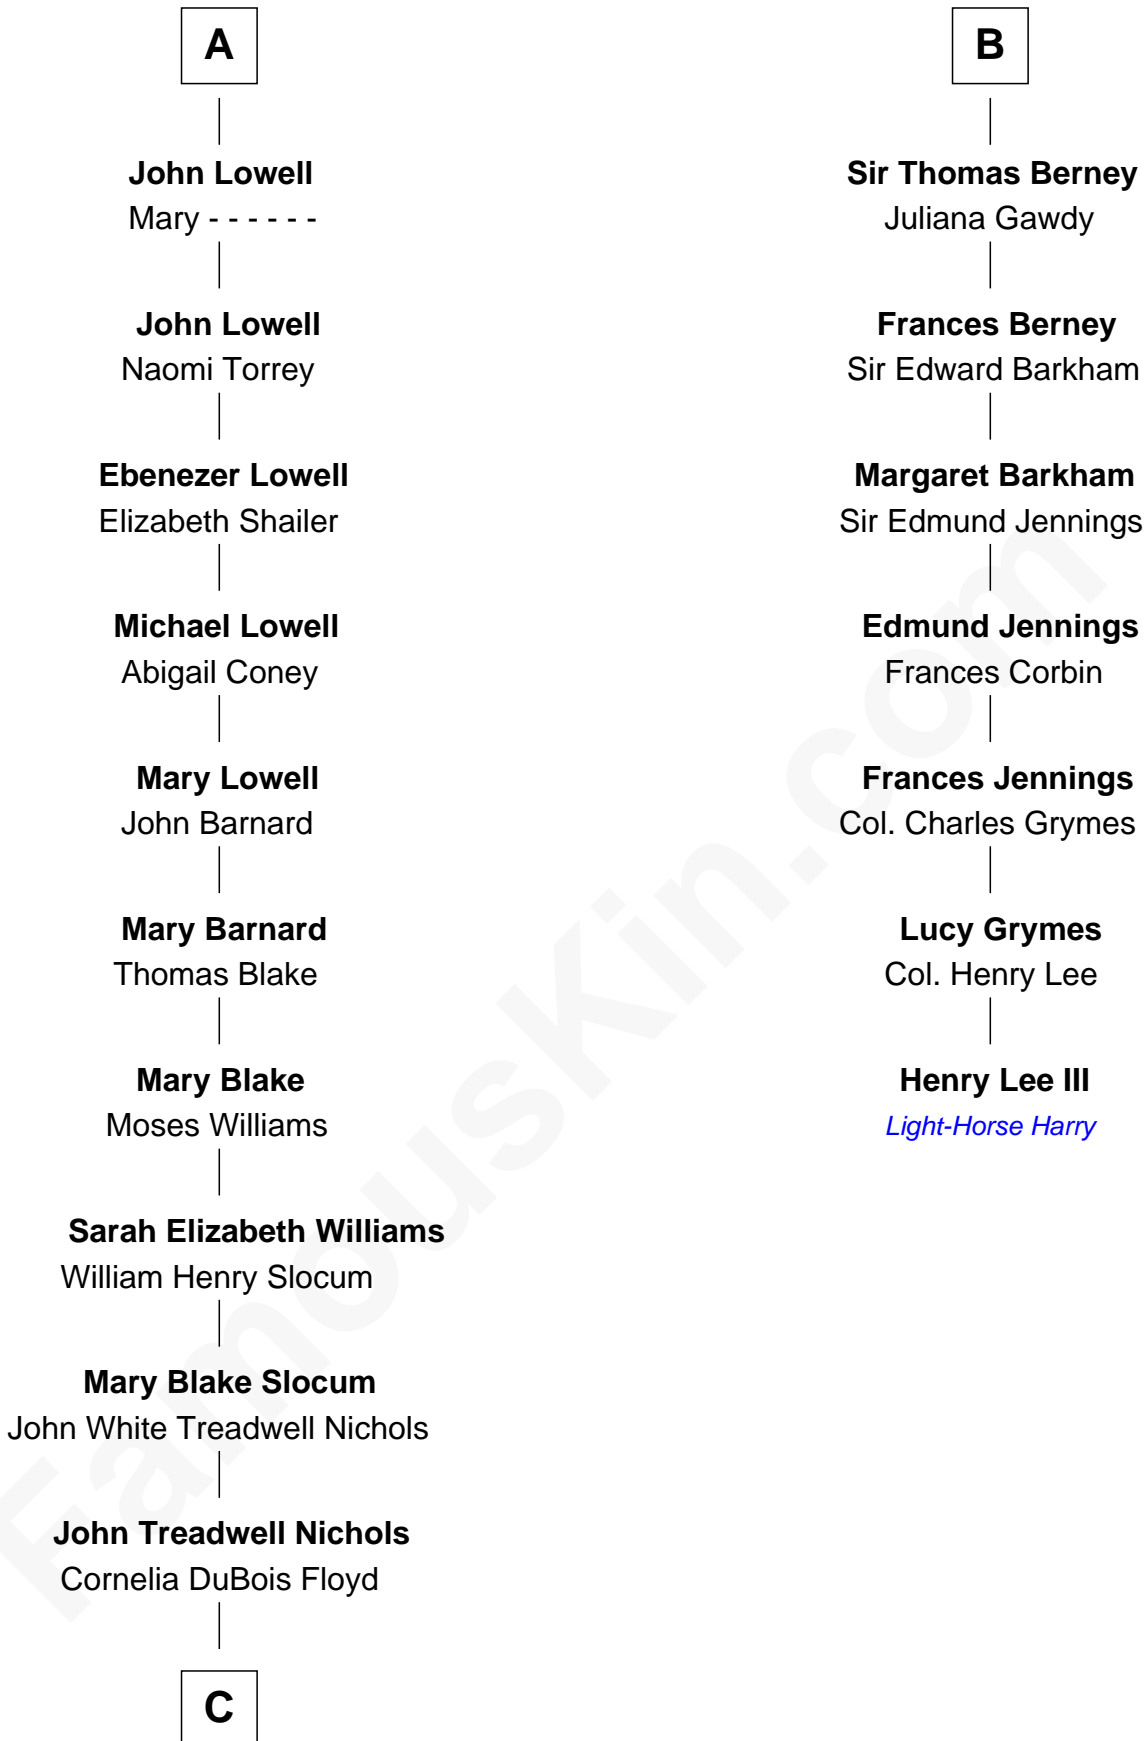 A
John Lowell
Mary - - - - - -
John Lowell
Naomi Torrey
Ebenezer Lowell
Elizabeth Shailer
Michael Lowell
Abigail Coney
Mary Lowell
John Barnard
Mary Barnard
Thomas Blake
Mary Blake
Moses Williams
Sarah Elizabeth Williams
William Henry Slocum
Mary Blake Slocum
John White Treadwell Nichols
John Treadwell Nichols
Cornelia DuBois Floyd
C
B
Sir Thomas Berney
Juliana Gawdy
Frances Berney
Sir Edward Barkham
Margaret Barkham
Sir Edmund Jennings
Edmund Jennings
Frances Corbin
Frances Jennings
Col. Charles Grymes
Lucy Grymes
Col. Henry Lee
Henry Lee III
Light-Horse Harry
FamousKin.com